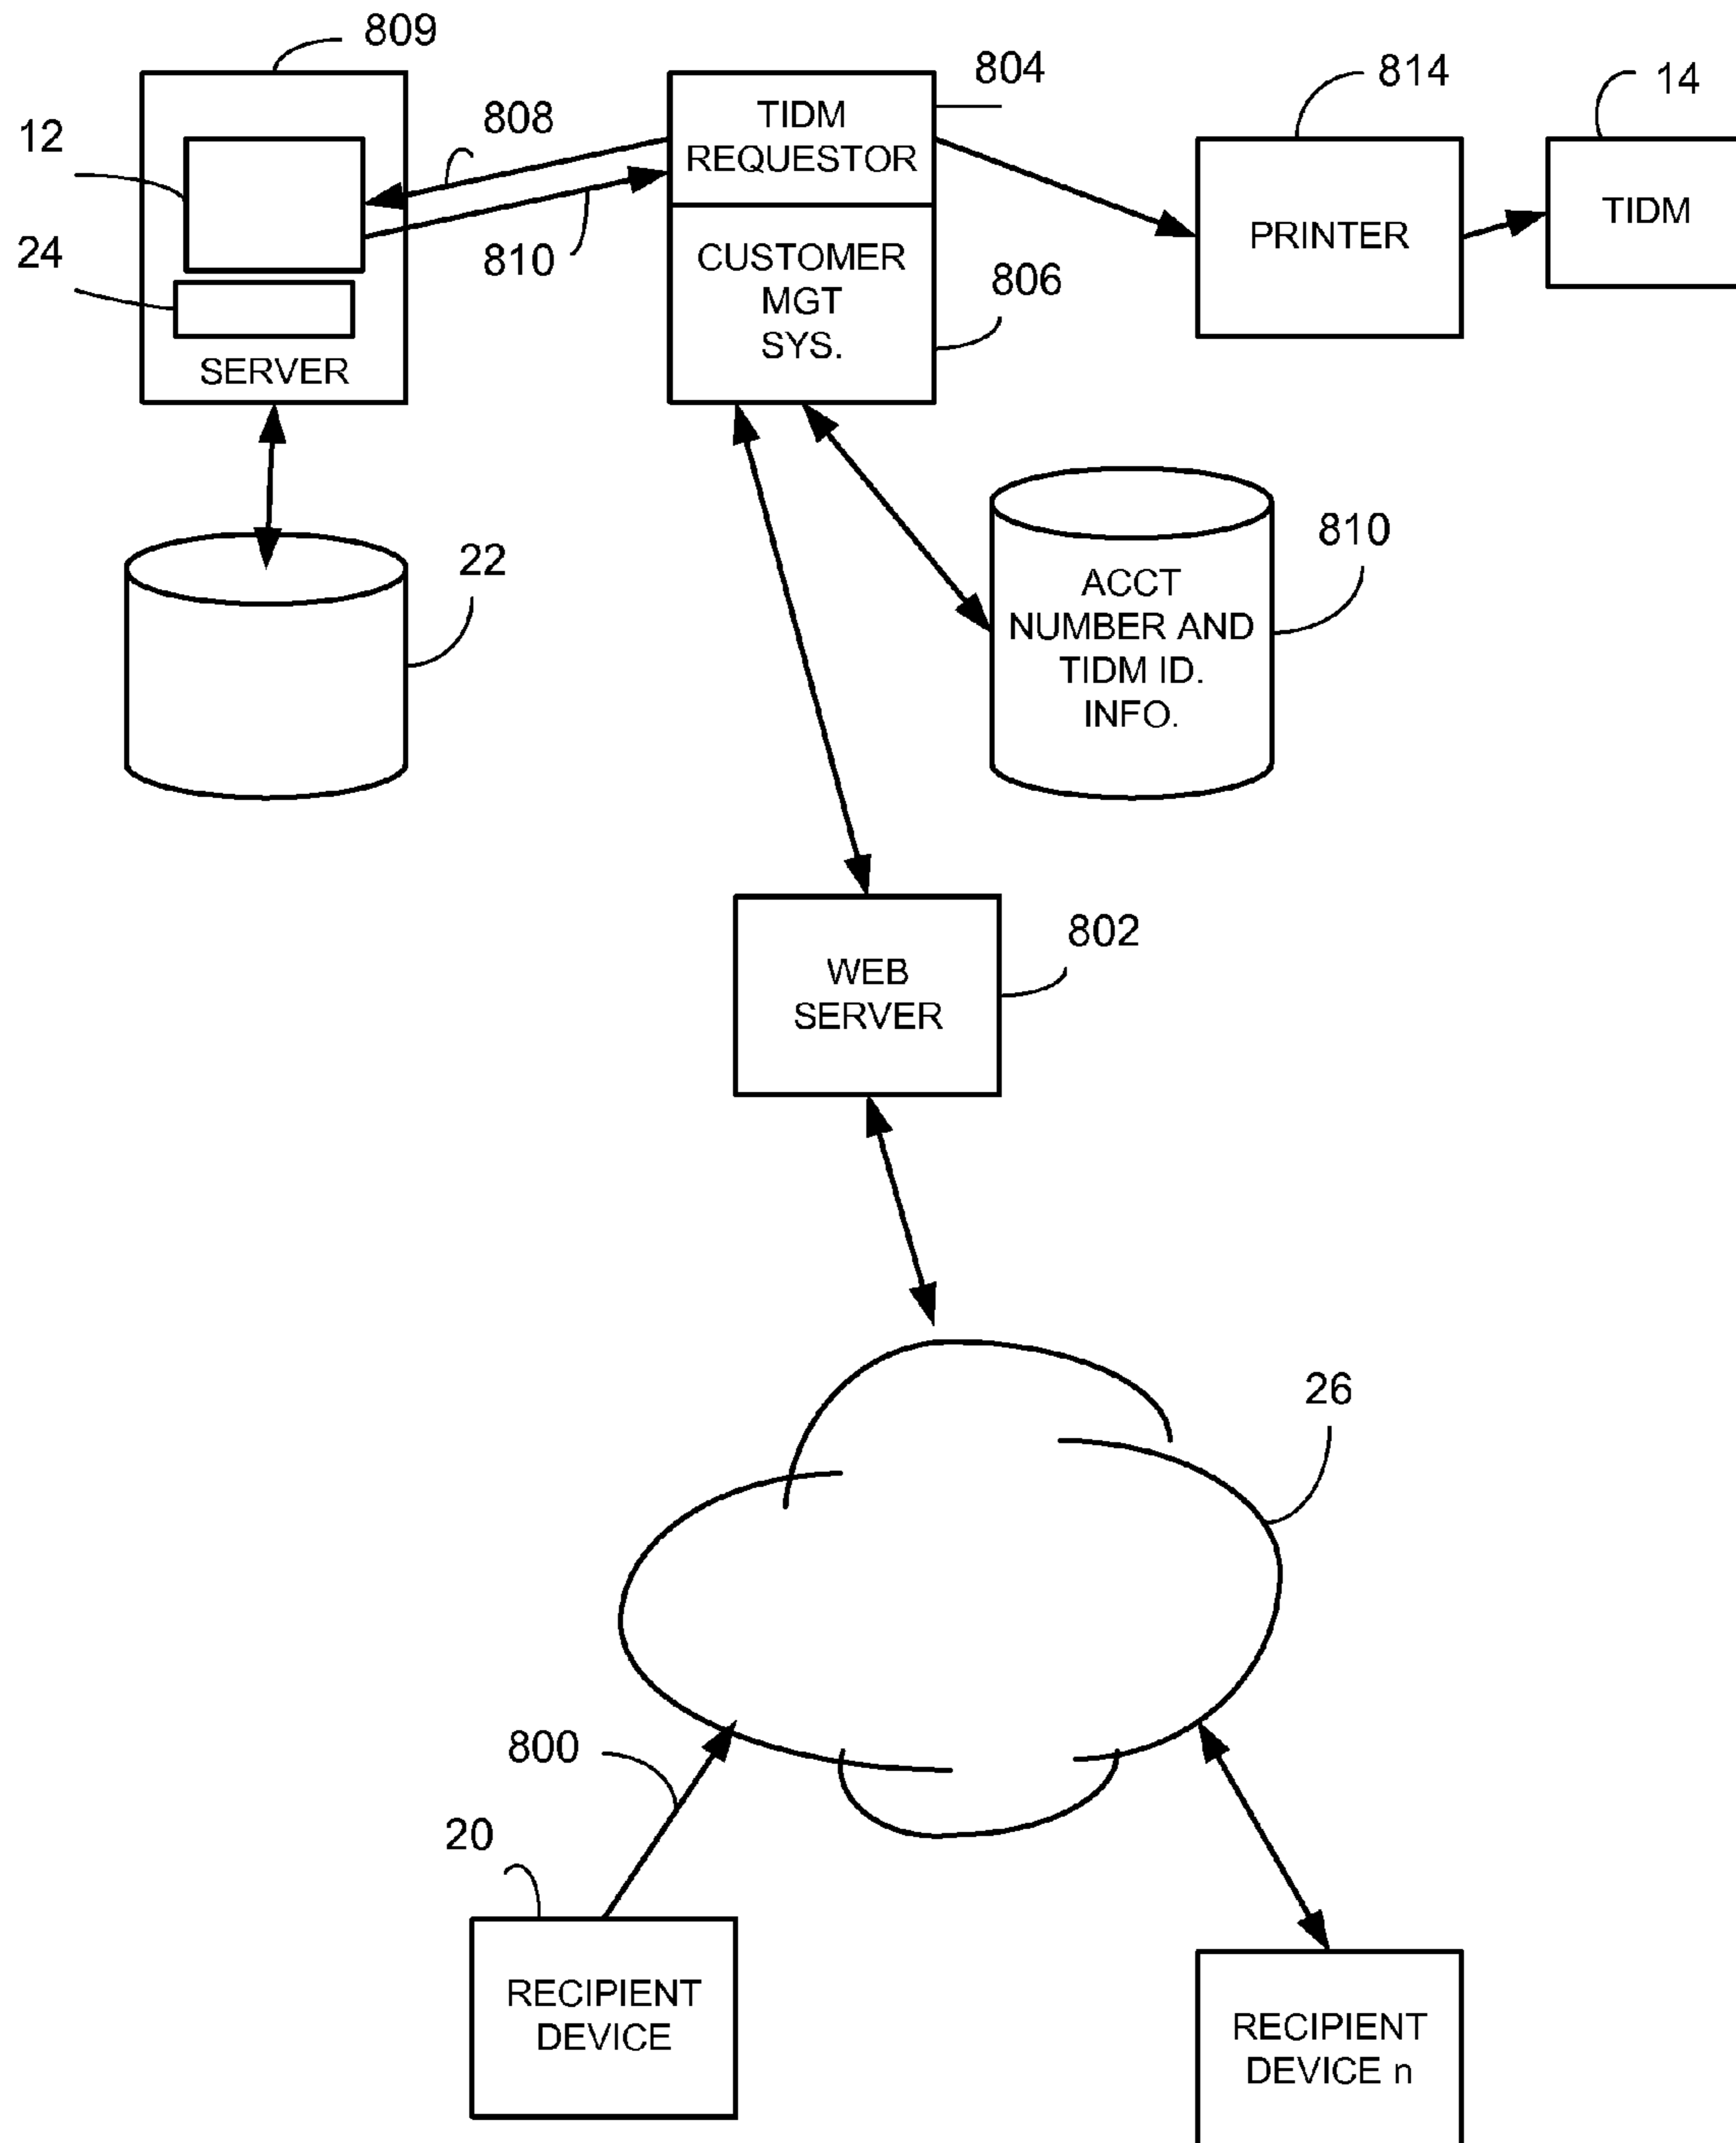 809
804
814
14
12
808
TIDM
REQUESTOR
24
810
CUSTOMER
MGT
SYS.
806
PRINTER
TIDM
SERVER
22
810
ACCT
NUMBER AND
TIDM ID.
INFO.
802
WEB
SERVER
26
800
20
RECIPIENT
DEVICE
RECIPIENT
DEVICE n